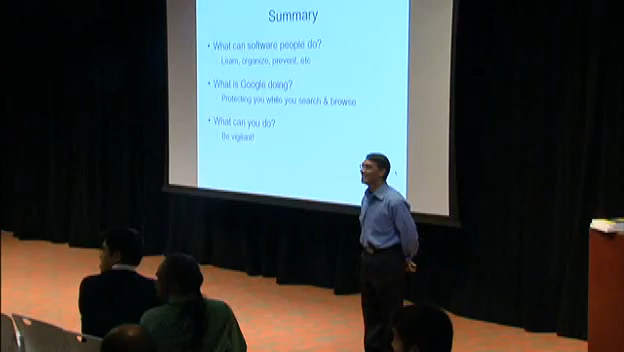 Summary
• What can software people do?
- Learn, organize, prevent, etc
• What is Google doing?
- Protecting you while you search & browse
• What can you do?
- Be vigilant!